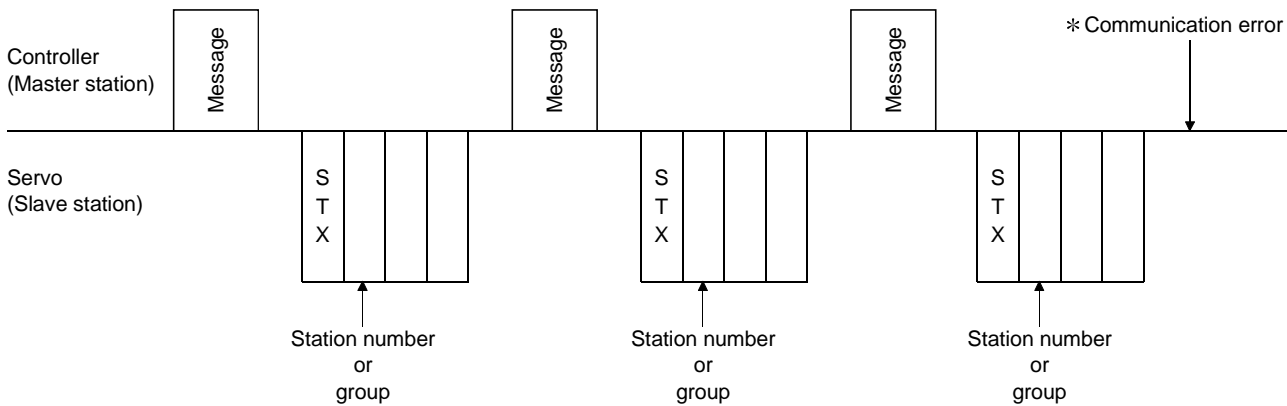 Controller
(Master station)
Message
Message
Message
* Communication error
Servo
(Slave station)
S
T
X
S
T
X
S
T
X
Station number
or
group
Station number
or
group
Station number
or
group